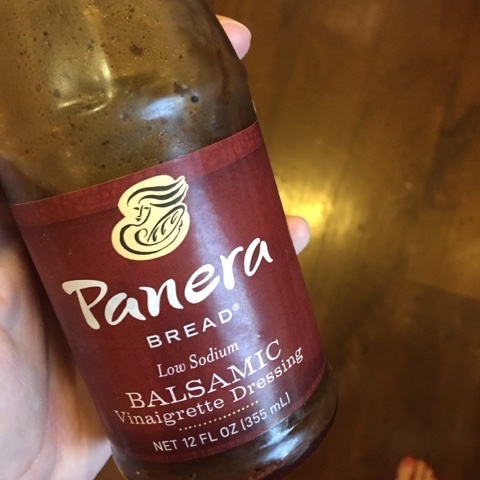 Panera
BREAD®
Low Sodium
BALSAMIC
Vinaigrette Dressing
NET 12 FL OZ (355 mL)